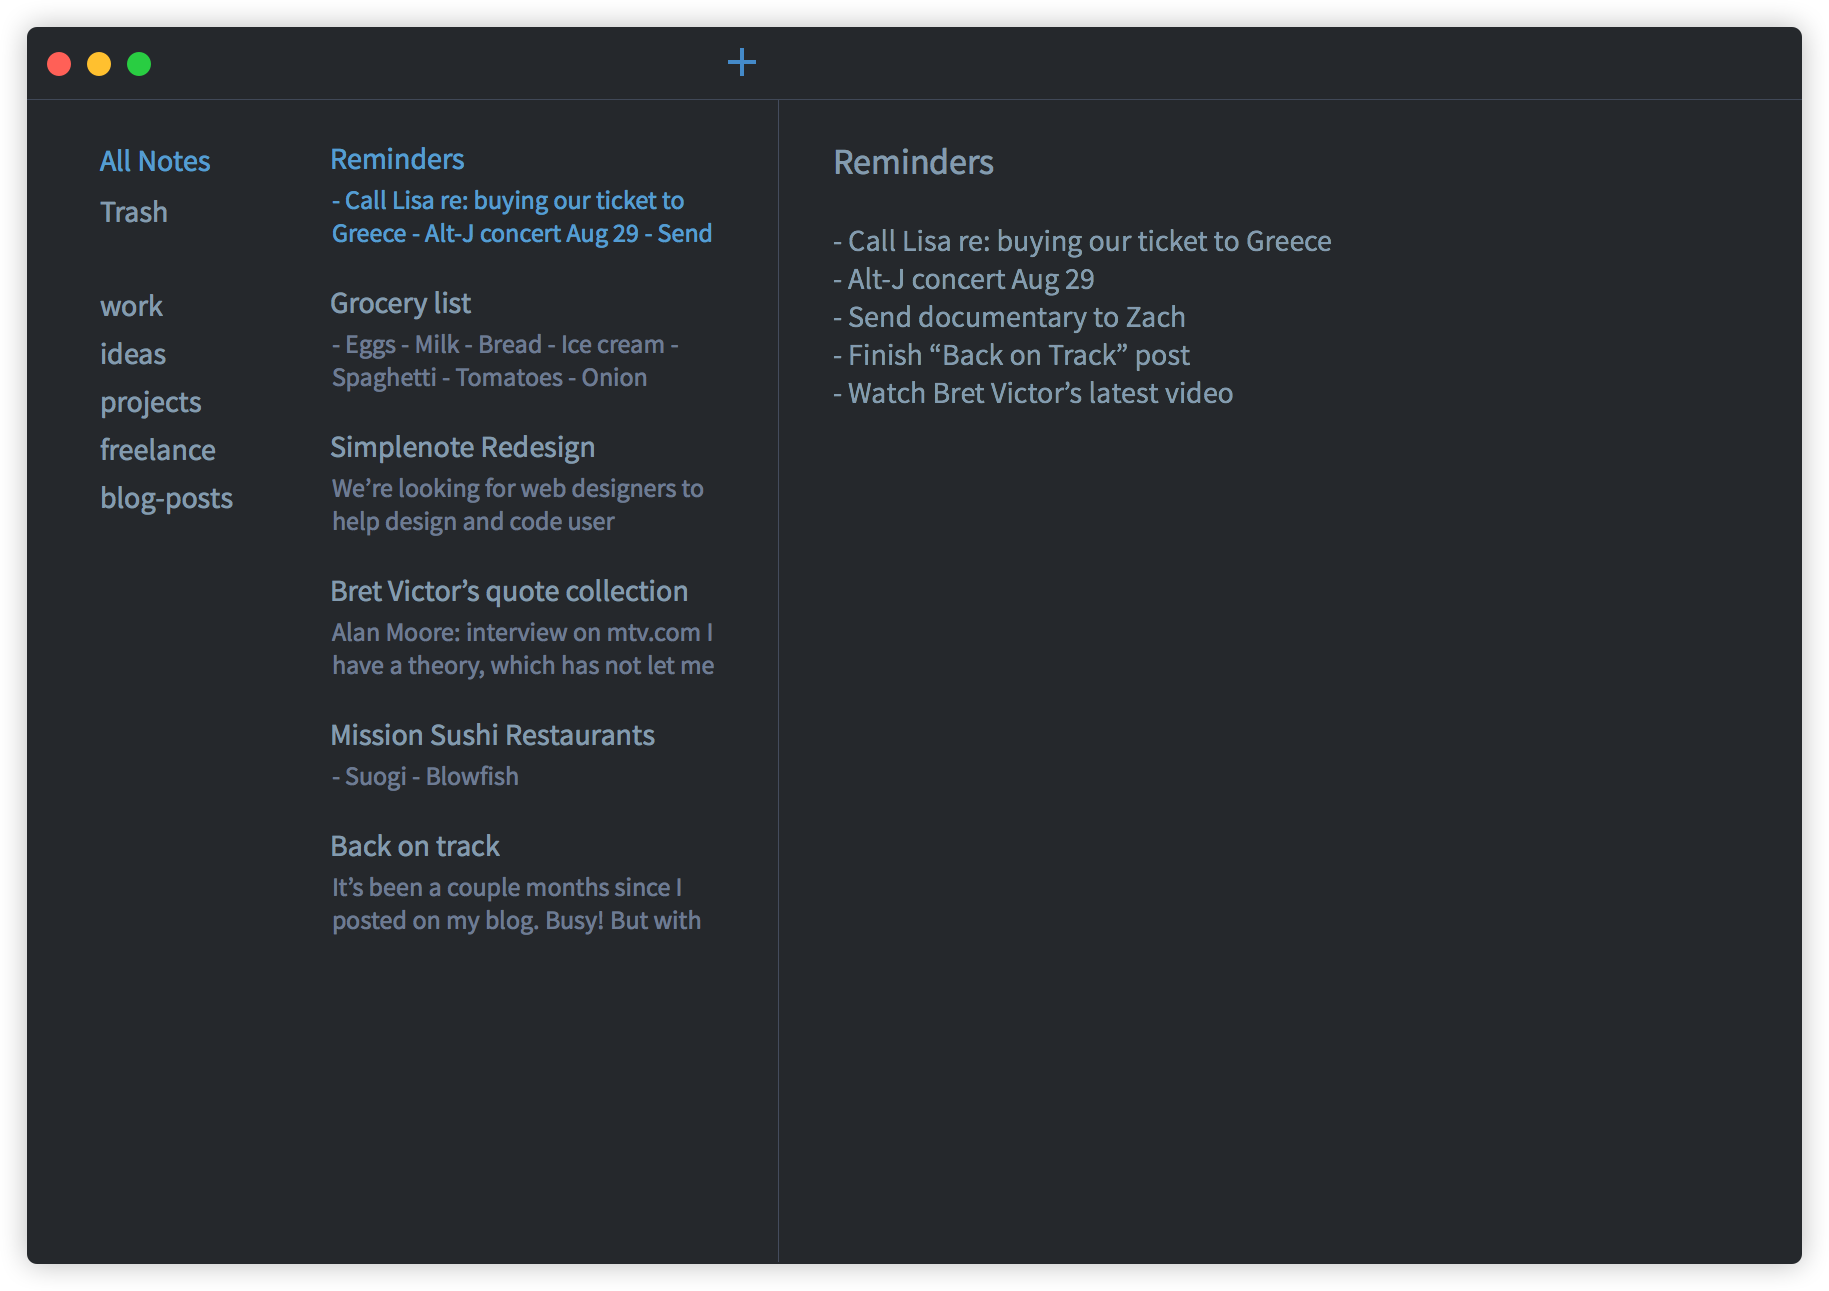 All Notes
Trash
work
ideas
projects
freelance
blog-posts
Reminders
- Call Lisa re: buying our ticket to
Greece - Alt-J concert Aug 29 - Send
Grocery list
- Eggs - Milk - Bread - Ice cream -
Spaghetti - Tomatoes - Onion
Simplenote Redesign
We’re looking for web designers to
help design and code user
Bret Victor’s quote collection
Alan Moore: interview on mtv.com I
have a theory, which has not let me
Mission Sushi Restaurants
- Suogi - Blowfish
Back on track
It’s been a couple months since I
posted on my blog. Busy! But with
Reminders
- Call Lisa re: buying our ticket to Greece
- Alt-J concert Aug 29
- Send documentary to Zach
- Finish “Back on Track” post
- Watch Bret Victor’s latest video